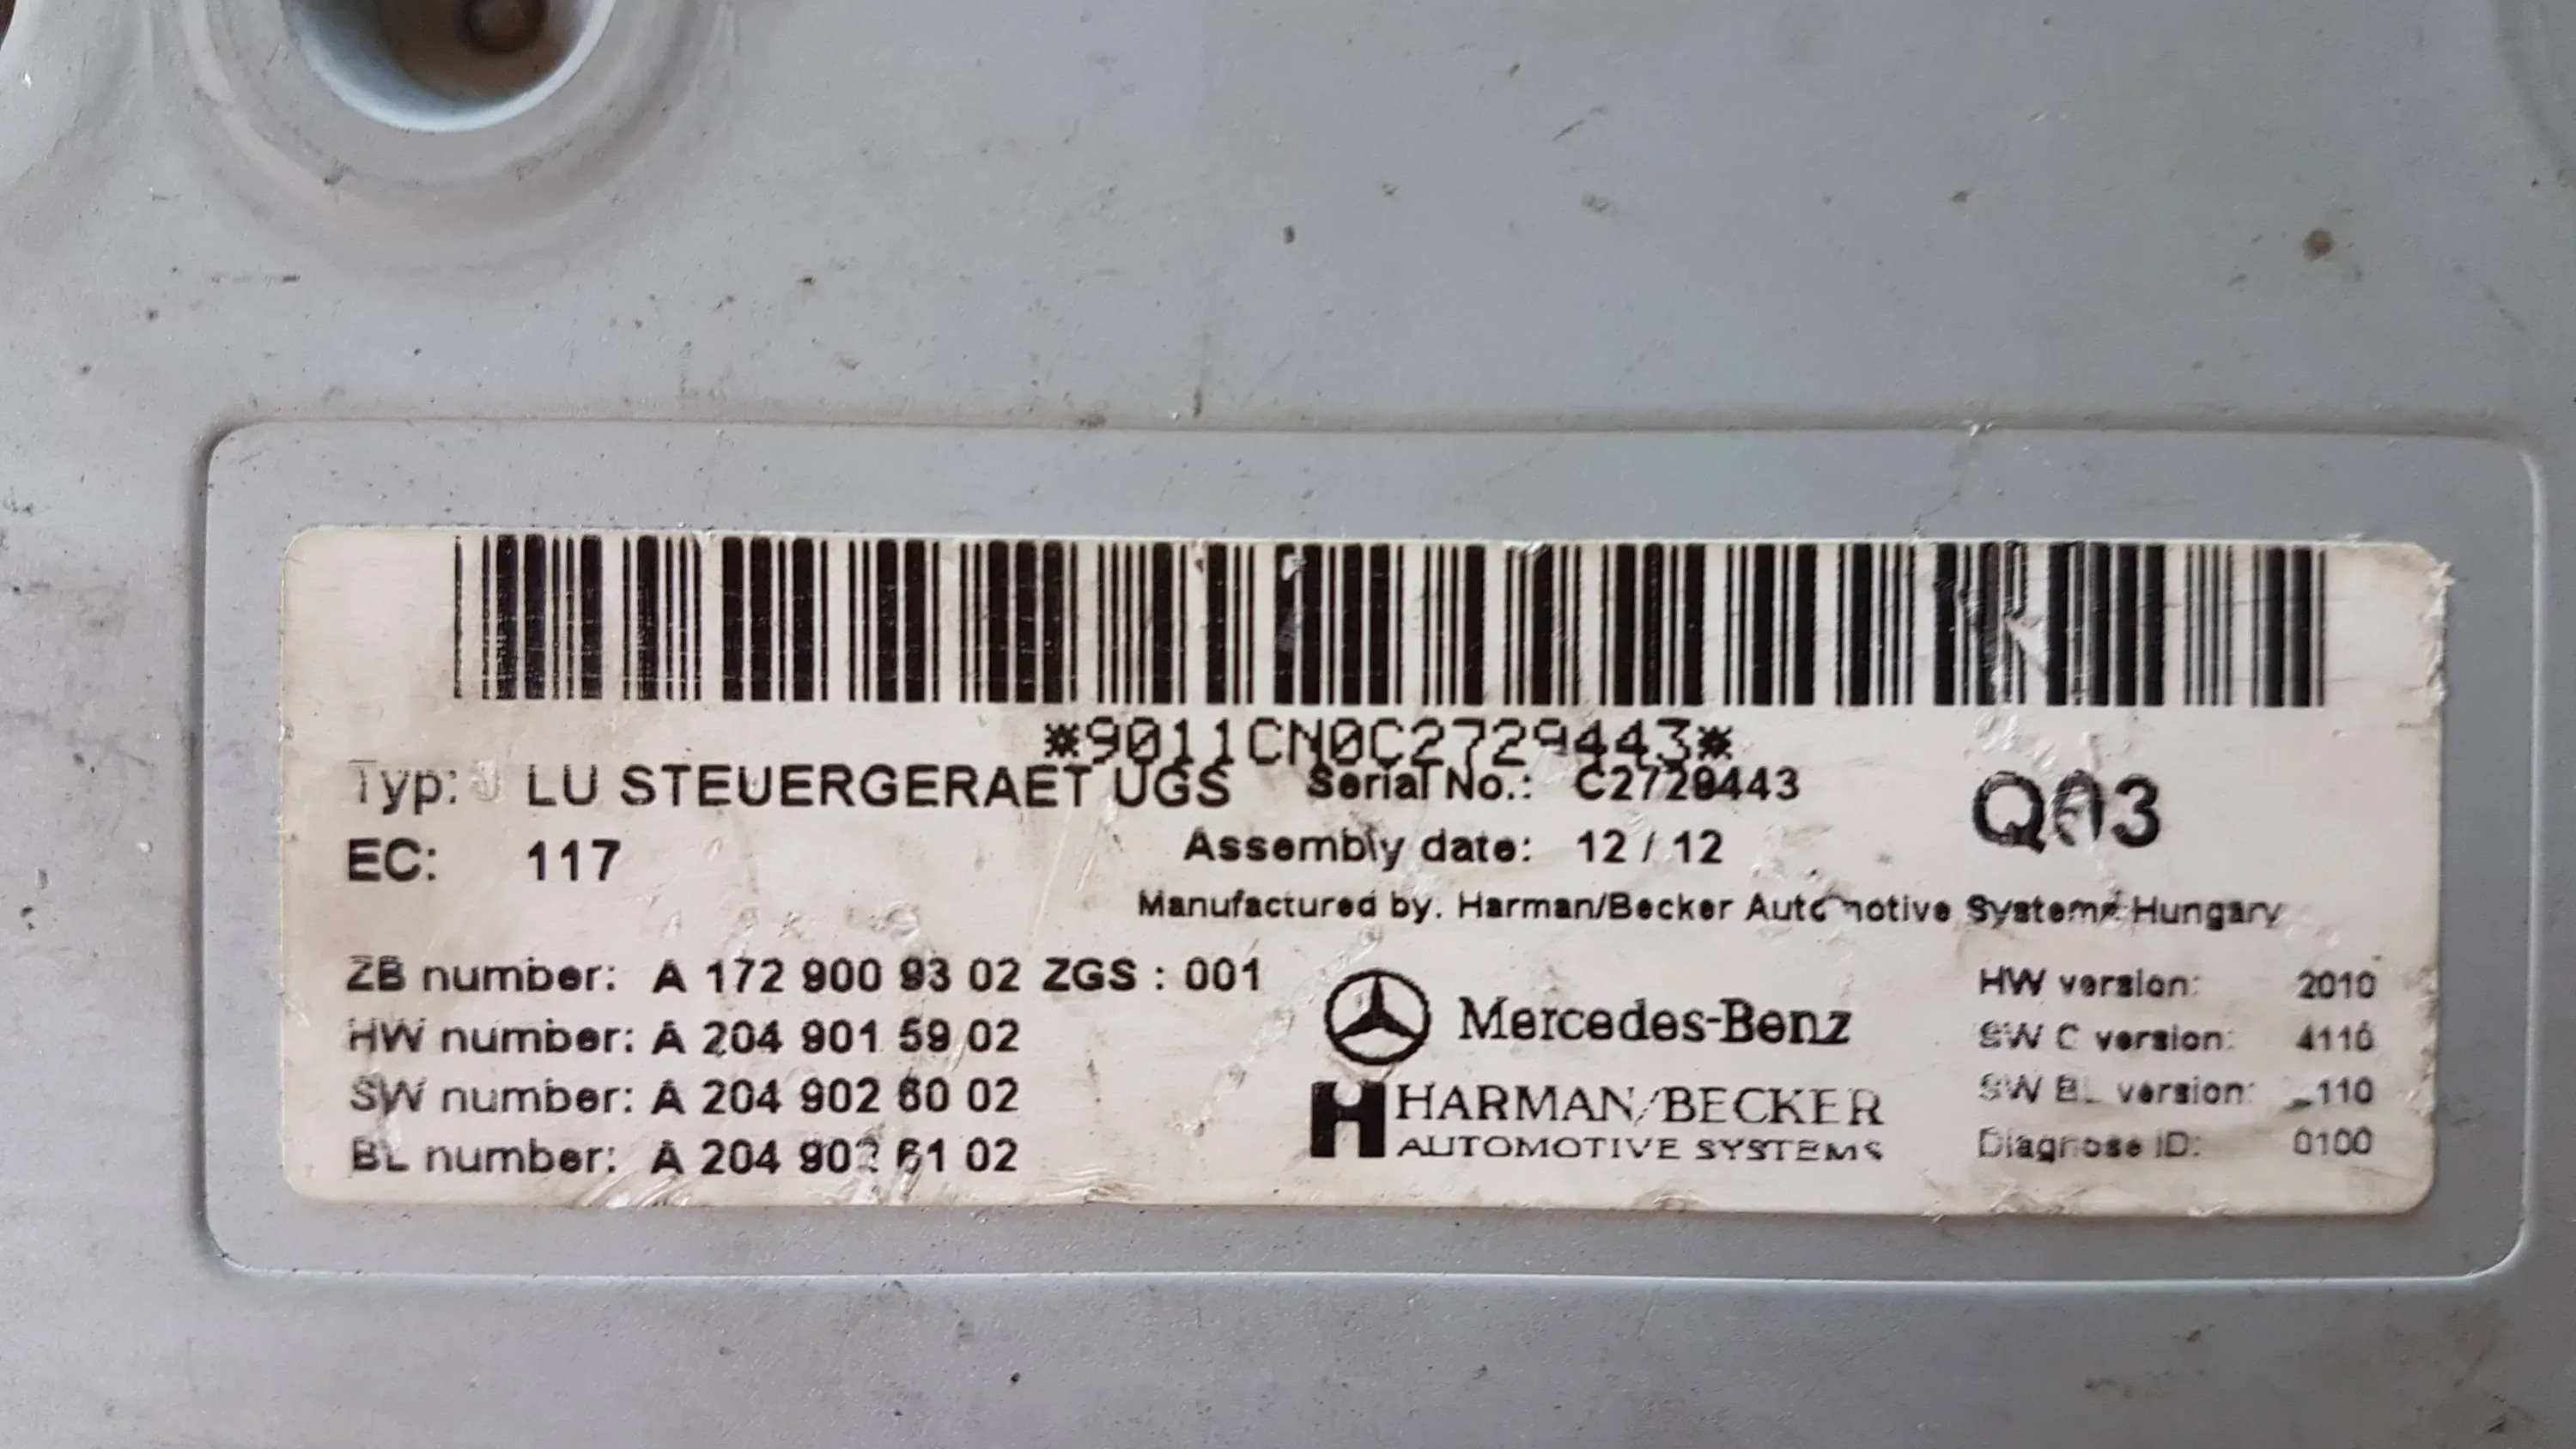 *9011CN0C2729443*
Typ: LU STEUERGERAET UGS Serial No.: C2729443
Q03
EC: 117 Assembly date: 12 / 12
Manufactured by. Harman/Becker Automotive Systems Hungary
ZB number: A 172 900 93 02 ZGS : 001
HW number: A 204 901 59 02
SW number: A 204 902 60 02
BL number: A 204 902 61 02
Mercedes-Benz
HARMAN/BECKER
AUTOMOTIVE SYSTEMS
HW version: 2010
SW C version: 4110
SW BL version:
Diagnose ID: 0100